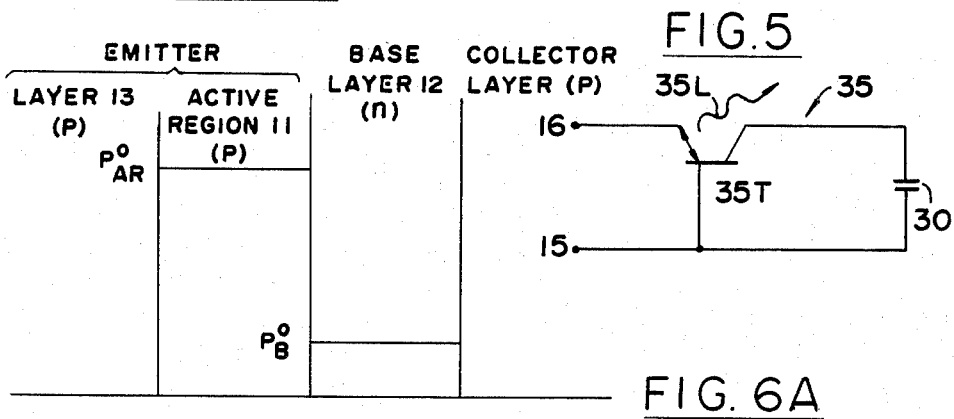 FIG.5
EMITTER
LAYER 13
(P)
ACTIVE
REGION 11
(P)
BASE
LAYER 12
(n)
COLLECTOR
LAYER (P)
P°AR
P°B
35L
35
16
35T
30
15
FIG. 6A